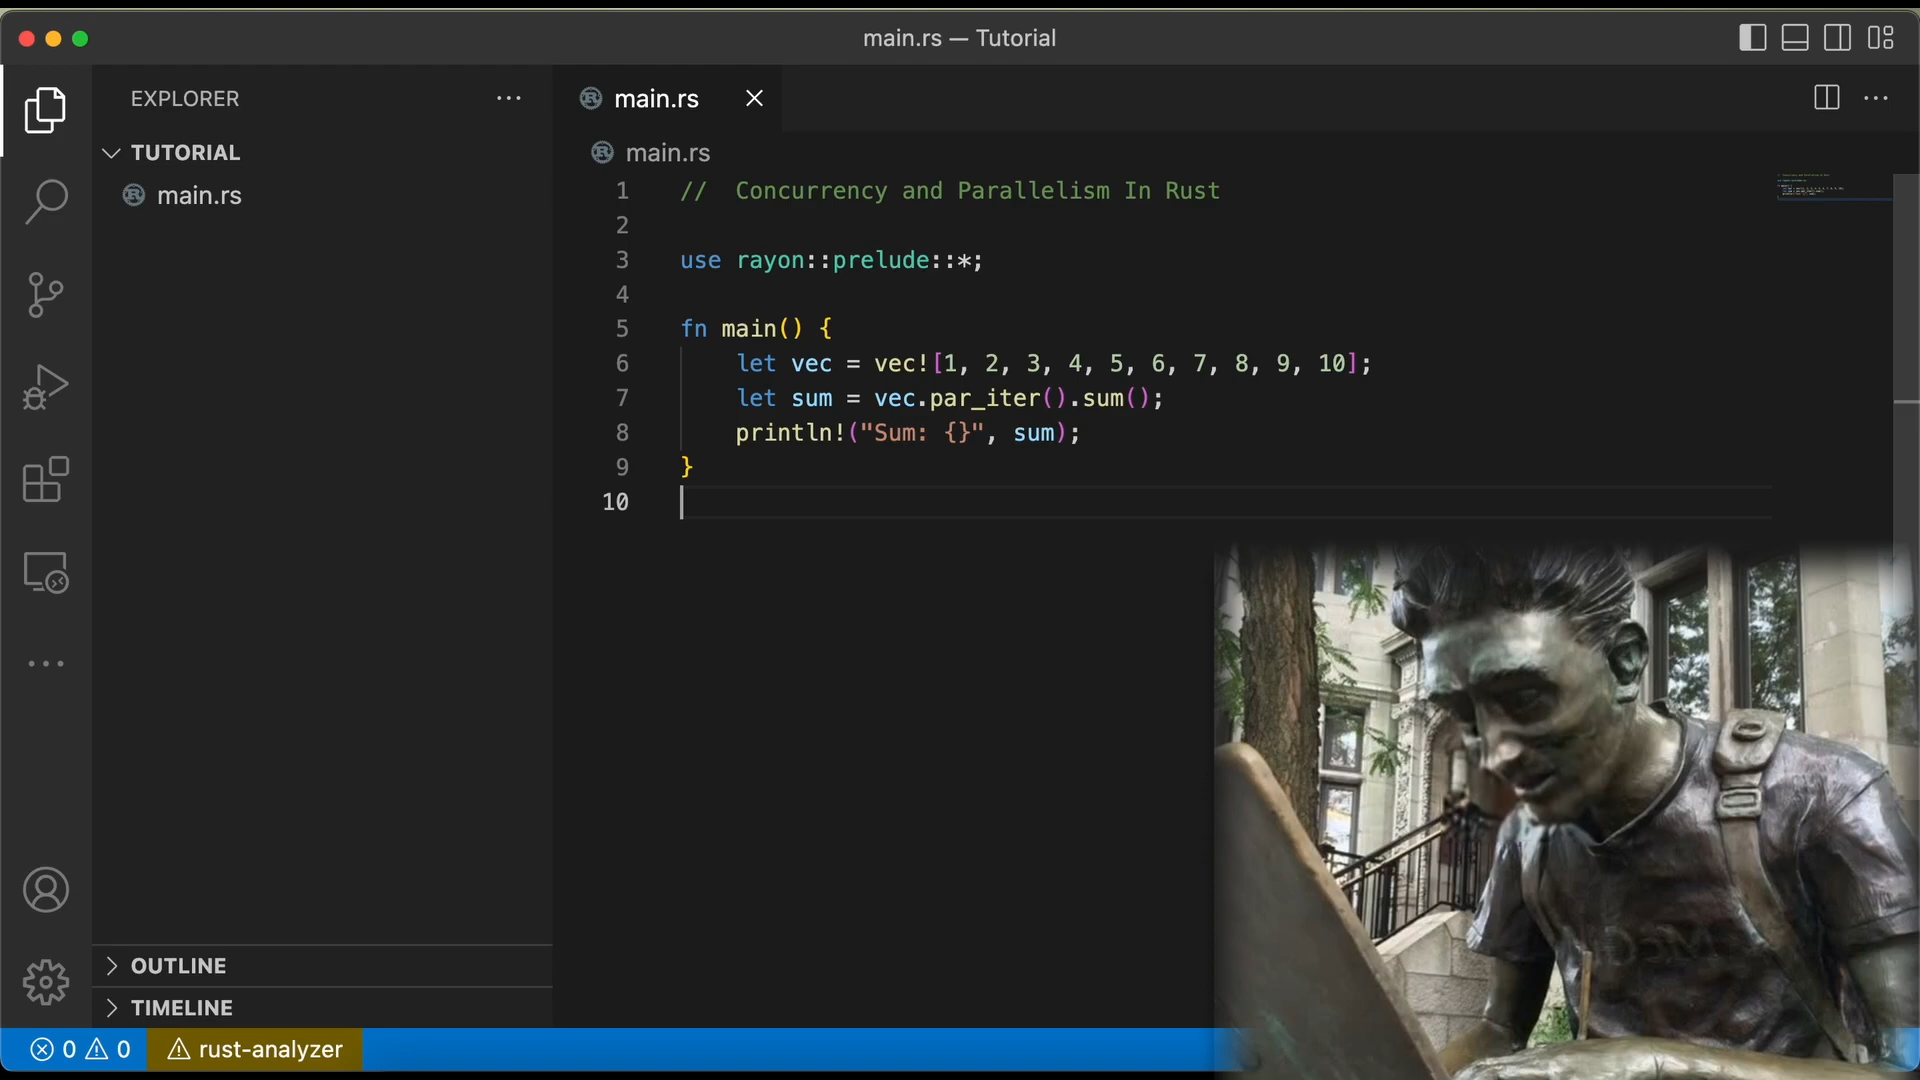 main.rs — Tutorial
EXPLORER
TUTORIAL
main.rs
OUTLINE
TIMELINE
main.rs
main.rs
1 // Concurrency and Parallelism In Rust
2
3 use rayon::prelude::*;
4
5 fn main() {
6 let vec = vec![1, 2, 3, 4, 5, 6, 7, 8, 9, 10];
7 let sum = vec.par_iter().sum();
8 println!("Sum: {}", sum);
9 }
10
0 0 rust-analyzer